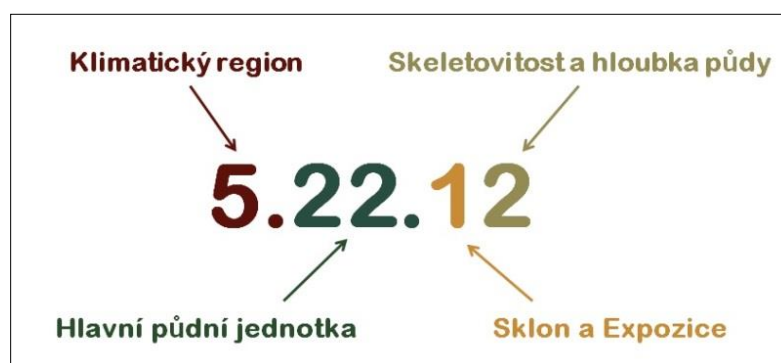 Klimatický region Skeletovitost a hloubka půdy
5.22.12
Hlavní půdní jednotka Sklon a Expozice